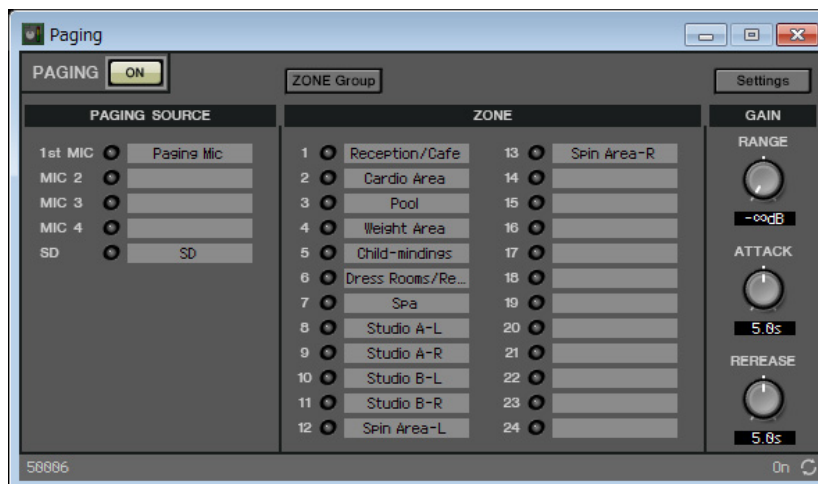 Paging
PAGING ON
ZONE Group
Settings
PAGING SOURCE
1st MIC Paging Mic
MIC 2
MIC 3
MIC 4
SD SD
ZONE
1 Reception/Cafe
2 Cardio Area
3 Pool
4 Weight Area
5 Child-mindings
6 Dress Rooms/Re...
7 Spa
8 Studio A-L
9 Studio A-R
10 Studio B-L
11 Studio B-R
12 Spin Area-L
13 Spin Area-R
14
15
16
17
18
19
20
21
22
23
24
GAIN
RANGE
-∞dB
ATTACK
5.0s
REREASE
5.0s
50006
On